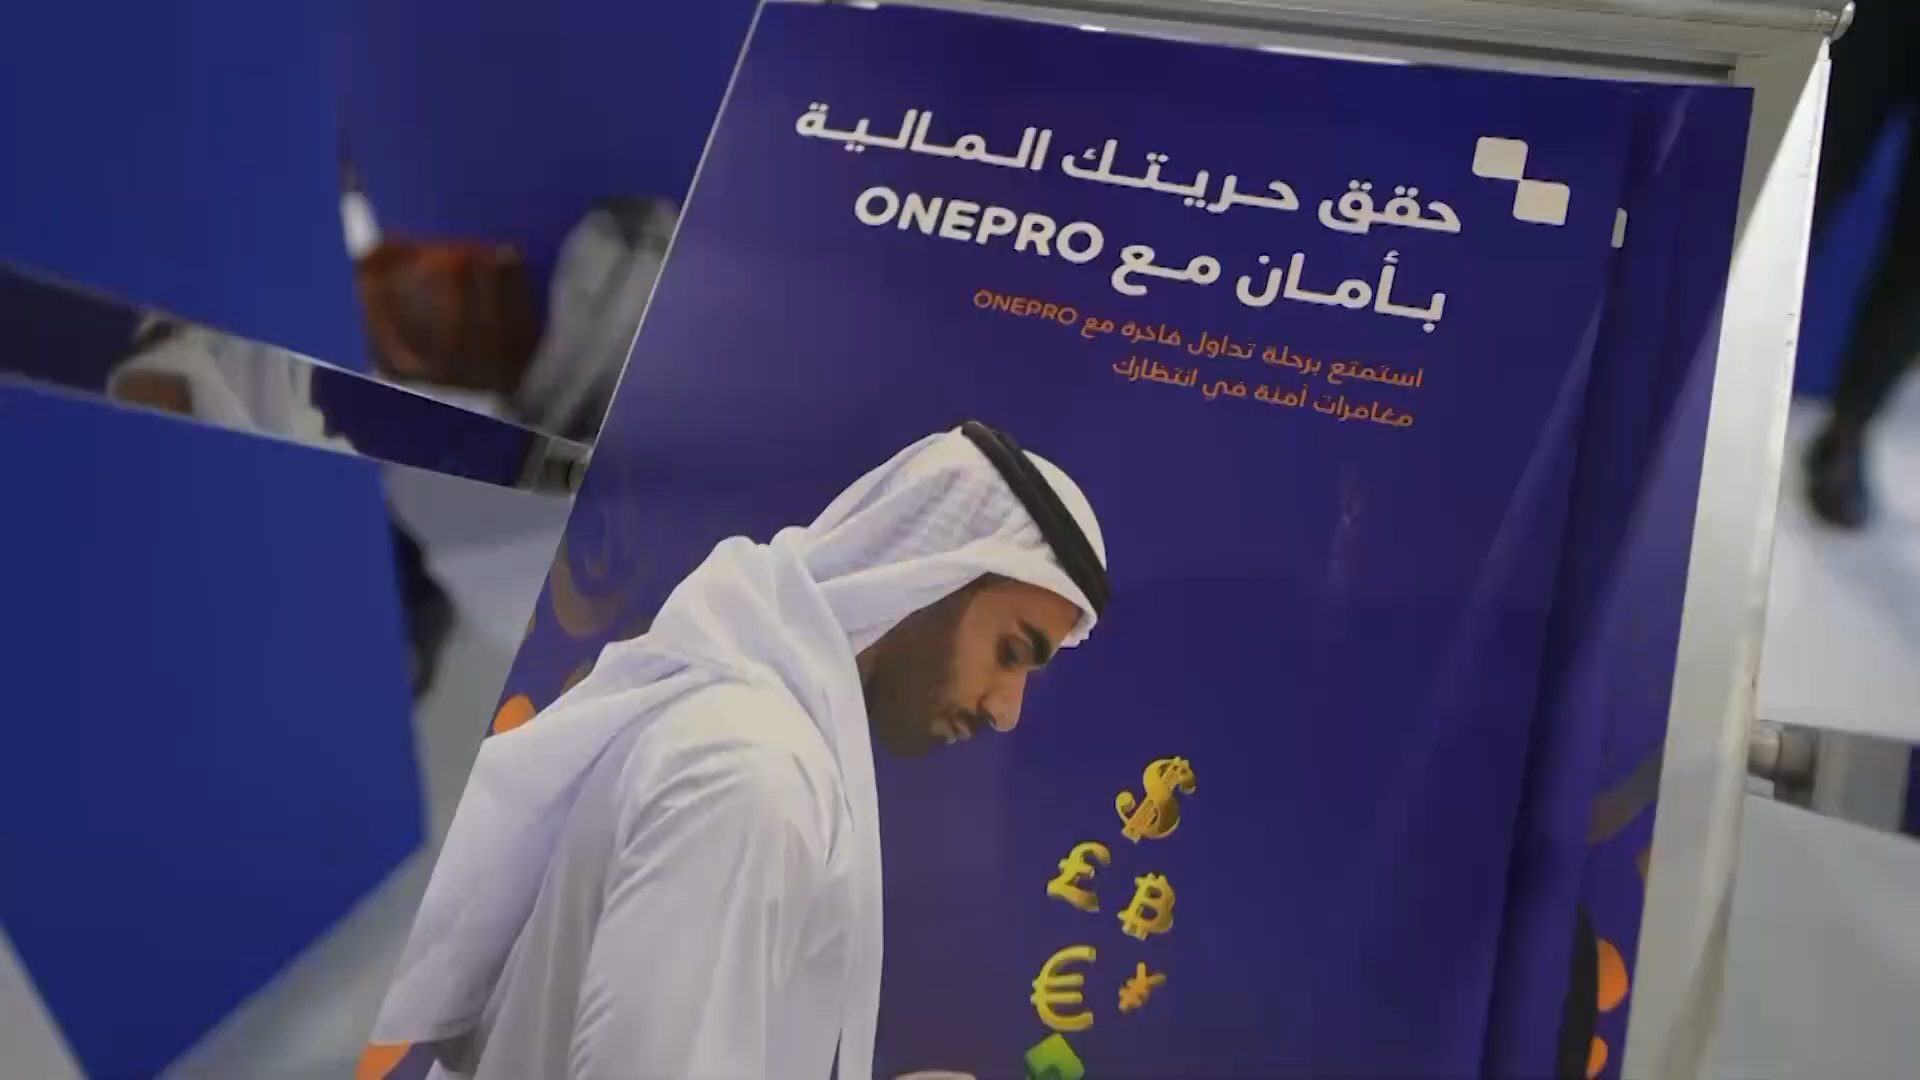 حقق حريتك المالية
بأمان مع ONEPRO
استمتع برحلة تداول فاخرة مع ONEPRO
مغامرات آمنة في انتظارك